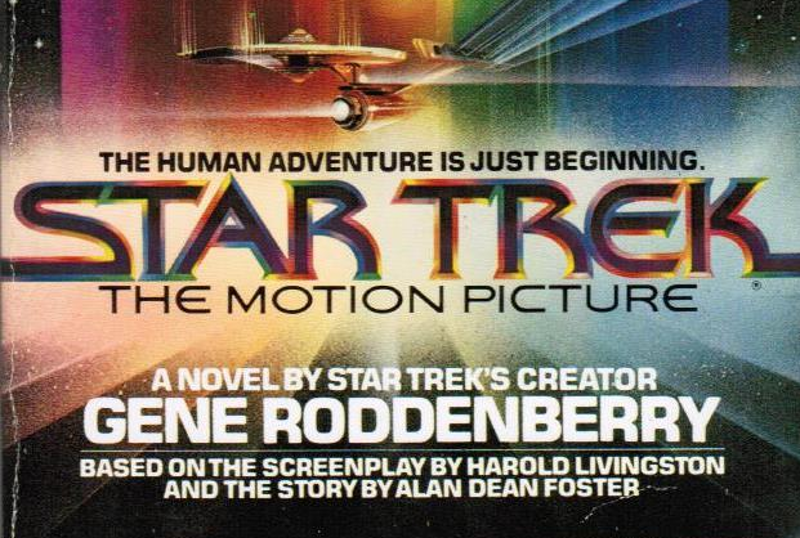 THE HUMAN ADVENTURE IS JUST BEGINNING.
STAR TREK®
THE MOTION PICTURE
A NOVEL BY STAR TREK'S CREATOR
GENE RODDENBERRY
BASED ON THE SCREENPLAY BY HAROLD LIVINGSTON
AND THE STORY BY ALAN DEAN FOSTER